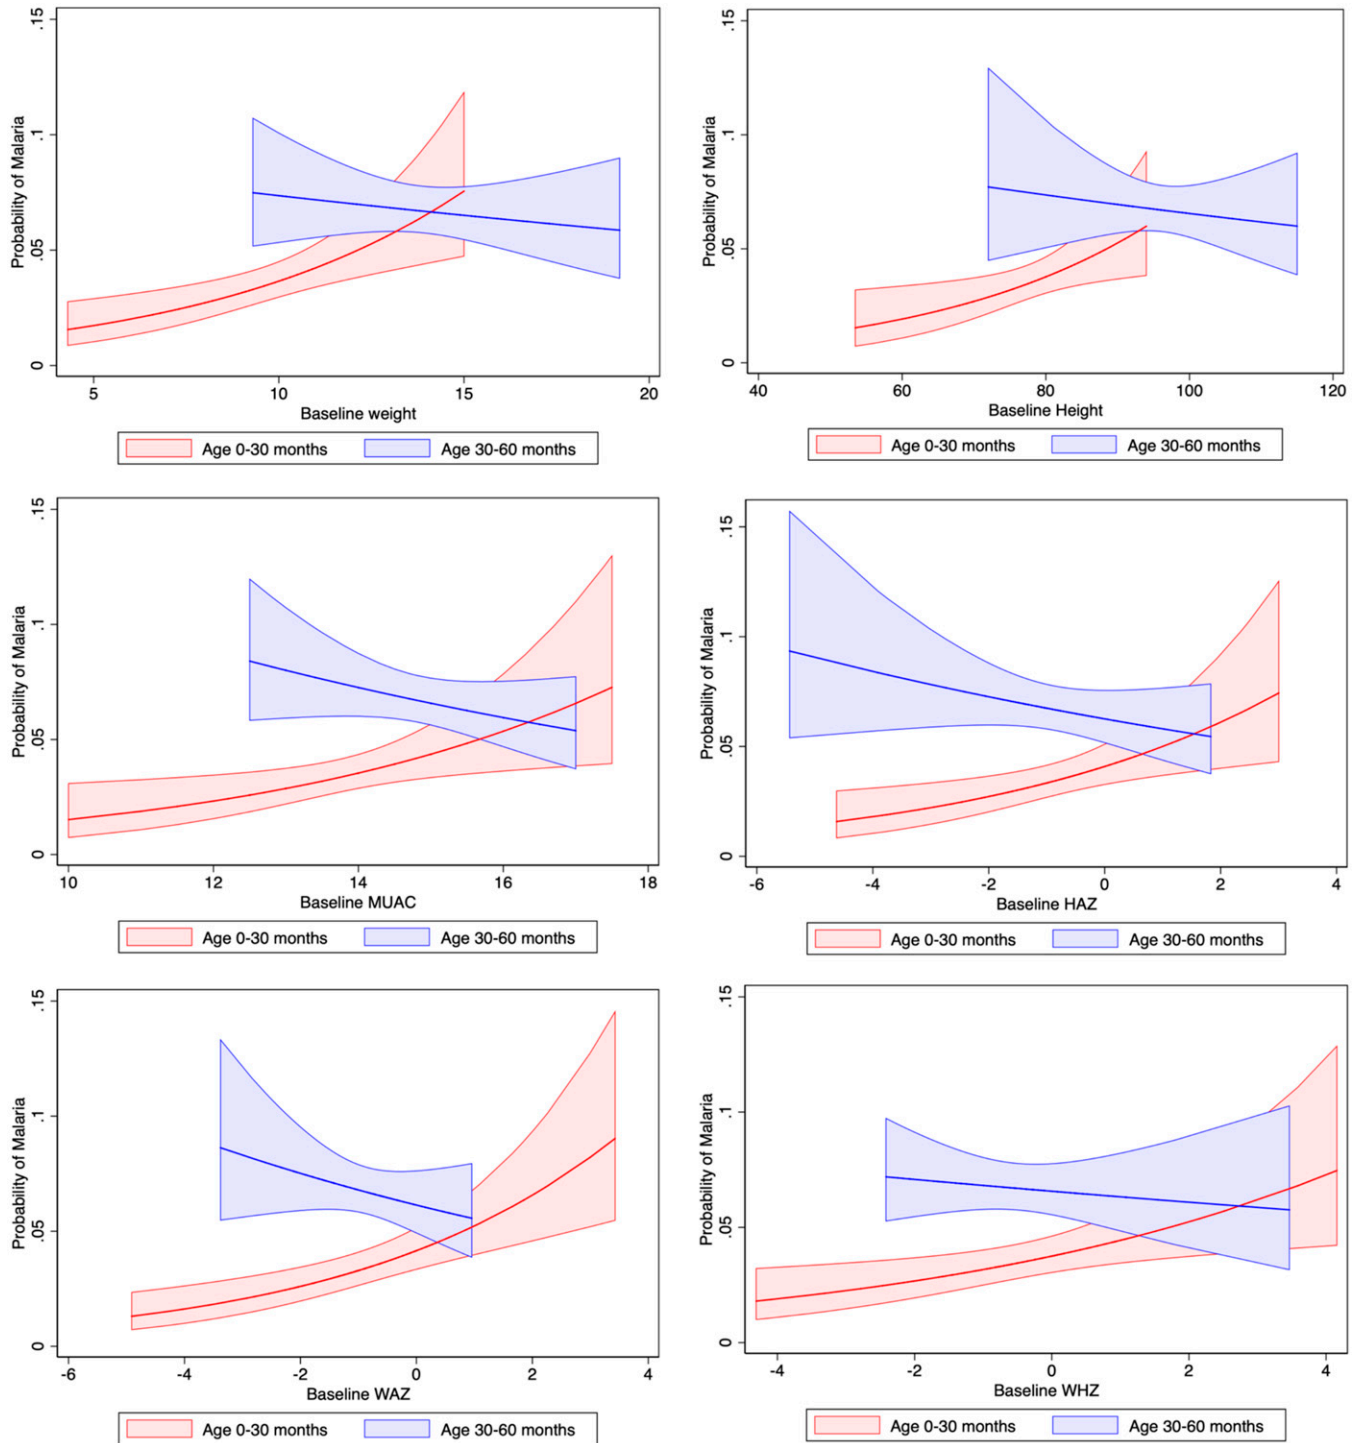 .15
.1
.05
0
Probability of Malaria
5 10 15 20
Baseline weight
Age 0-30 months Age 30-60 months
.15
.1
.05
0
Probability of Malaria
40 60 80 100 120
Baseline Height
Age 0-30 months Age 30-60 months
.15
.1
.05
0
Probability of Malaria
10 12 14 16 18
Baseline MUAC
Age 0-30 months Age 30-60 months
.15
.1
.05
0
Probability of Malaria
-6 -4 -2 0 2 4
Baseline HAZ
Age 0-30 months Age 30-60 months
.15
.1
.05
0
Probability of Malaria
-6 -4 -2 0 2 4
Baseline WAZ
Age 0-30 months Age 30-60 months
.15
.1
.05
0
Probability of Malaria
-4 -2 0 2 4
Baseline WHZ
Age 0-30 months Age 30-60 months